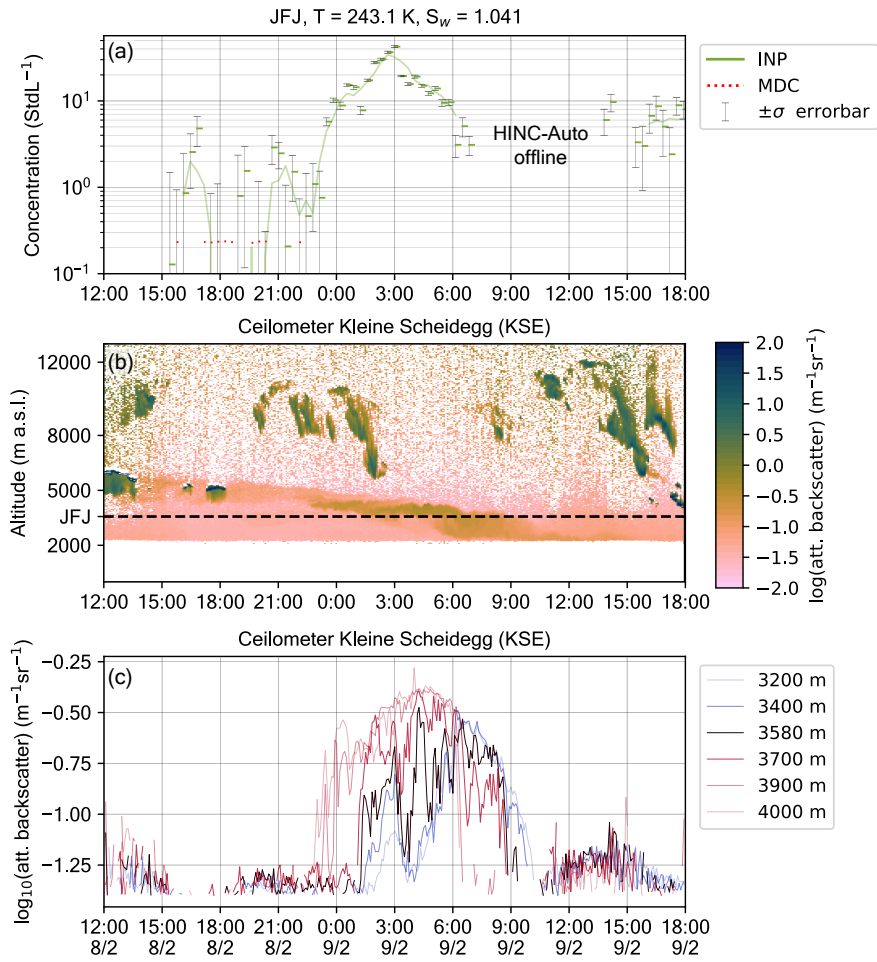 JFJ, T = 243.1 K, S_w = 1.041
(a)
Concentration (StdL⁻¹)
10¹
10⁰
10⁻¹
HINC-Auto
offline
INP
MDC
±σ errorbar
12:00 15:00 18:00 21:00 0:00 3:00 6:00 9:00 12:00 15:00 18:00
Ceilometer Kleine Scheidegg (KSE)
(b)
Altitude (m a.s.l.)
12000
8000
5000
JFJ
2000
2.0
1.5
1.0
0.5
0.0
−0.5
−1.0
−1.5
−2.0
log(att. backscatter) (m⁻¹sr⁻¹)
12:00 15:00 18:00 21:00 0:00 3:00 6:00 9:00 12:00 15:00 18:00
Ceilometer Kleine Scheidegg (KSE)
(c)
log₁₀(att. backscatter) (m⁻¹sr⁻¹)
−0.25
−0.50
−0.75
−1.00
−1.25
3200 m
3400 m
3580 m
3700 m
3900 m
4000 m
12:00 15:00 18:00 21:00 0:00 3:00 6:00 9:00 12:00 15:00 18:00
8/2 8/2 8/2 8/2 9/2 9/2 9/2 9/2 9/2 9/2 9/2